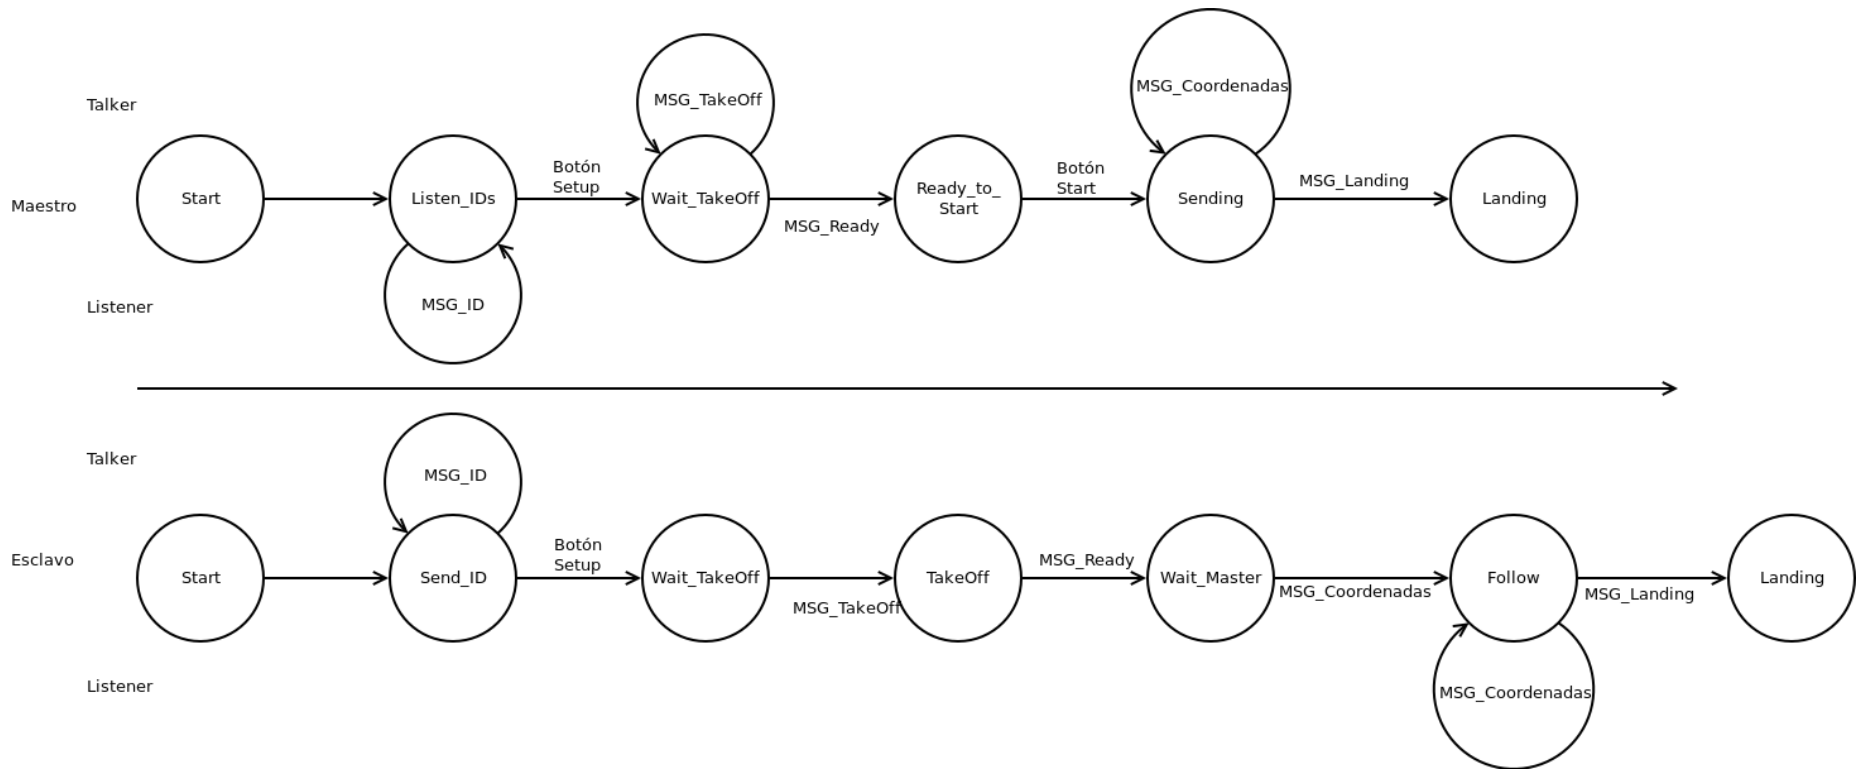 Talker
MSG_TakeOff
MSG_Coordenadas
Maestro
Start
Listen_IDs
Botón
Setup
Wait_TakeOff
MSG_Ready
Ready_to_
Start
Botón
Start
Sending
MSG_Landing
Landing
Listener
MSG_ID
Talker
MSG_ID
Esclavo
Start
Send_ID
Botón
Setup
Wait_TakeOff
MSG_TakeOff
TakeOff
MSG_Ready
Wait_Master
MSG_Coordenadas
Follow
MSG_Landing
Landing
Listener
MSG_Coordenadas